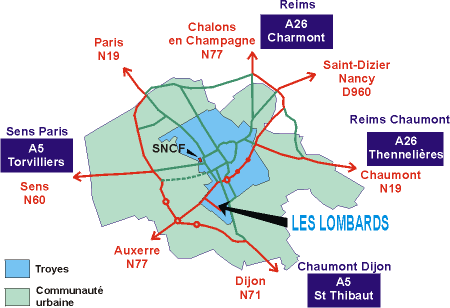 Reims
A26
Charmont
Chalons
en Champagne
N77
Paris
N19
Saint-Dizier
Nancy
D960
Sens Paris
A5
Torvilliers
SNCF
Reims Chaumont
A26
Thennelières
Sens
N60
Chaumont
N19
LES LOMBARDS
Auxerre
N77
Dijon
N71
Chaumont Dijon
A5
St Thibaut
Troyes
Communauté
urbaine